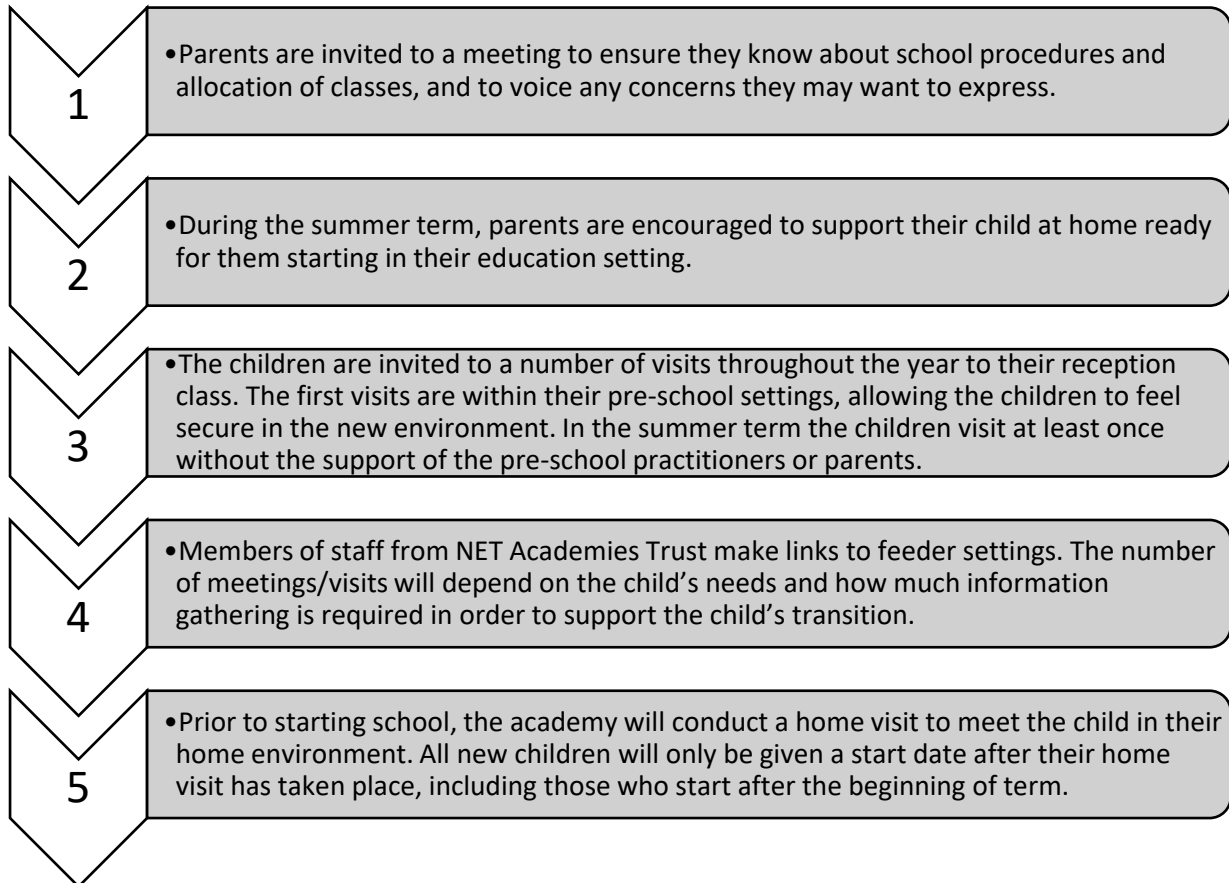 1
•Parents are invited to a meeting to ensure they know about school procedures and
allocation of classes, and to voice any concerns they may want to express.
2
•During the summer term, parents are encouraged to support their child at home ready
for them starting in their education setting.
3
•The children are invited to a number of visits throughout the year to their reception
class. The first visits are within their pre-school settings, allowing the children to feel
secure in the new environment. In the summer term the children visit at least once
without the support of the pre-school practitioners or parents.
4
•Members of staff from NET Academies Trust make links to feeder settings. The number
of meetings/visits will depend on the child’s needs and how much information
gathering is required in order to support the child’s transition.
5
•Prior to starting school, the academy will conduct a home visit to meet the child in their
home environment. All new children will only be given a start date after their home
visit has taken place, including those who start after the beginning of term.